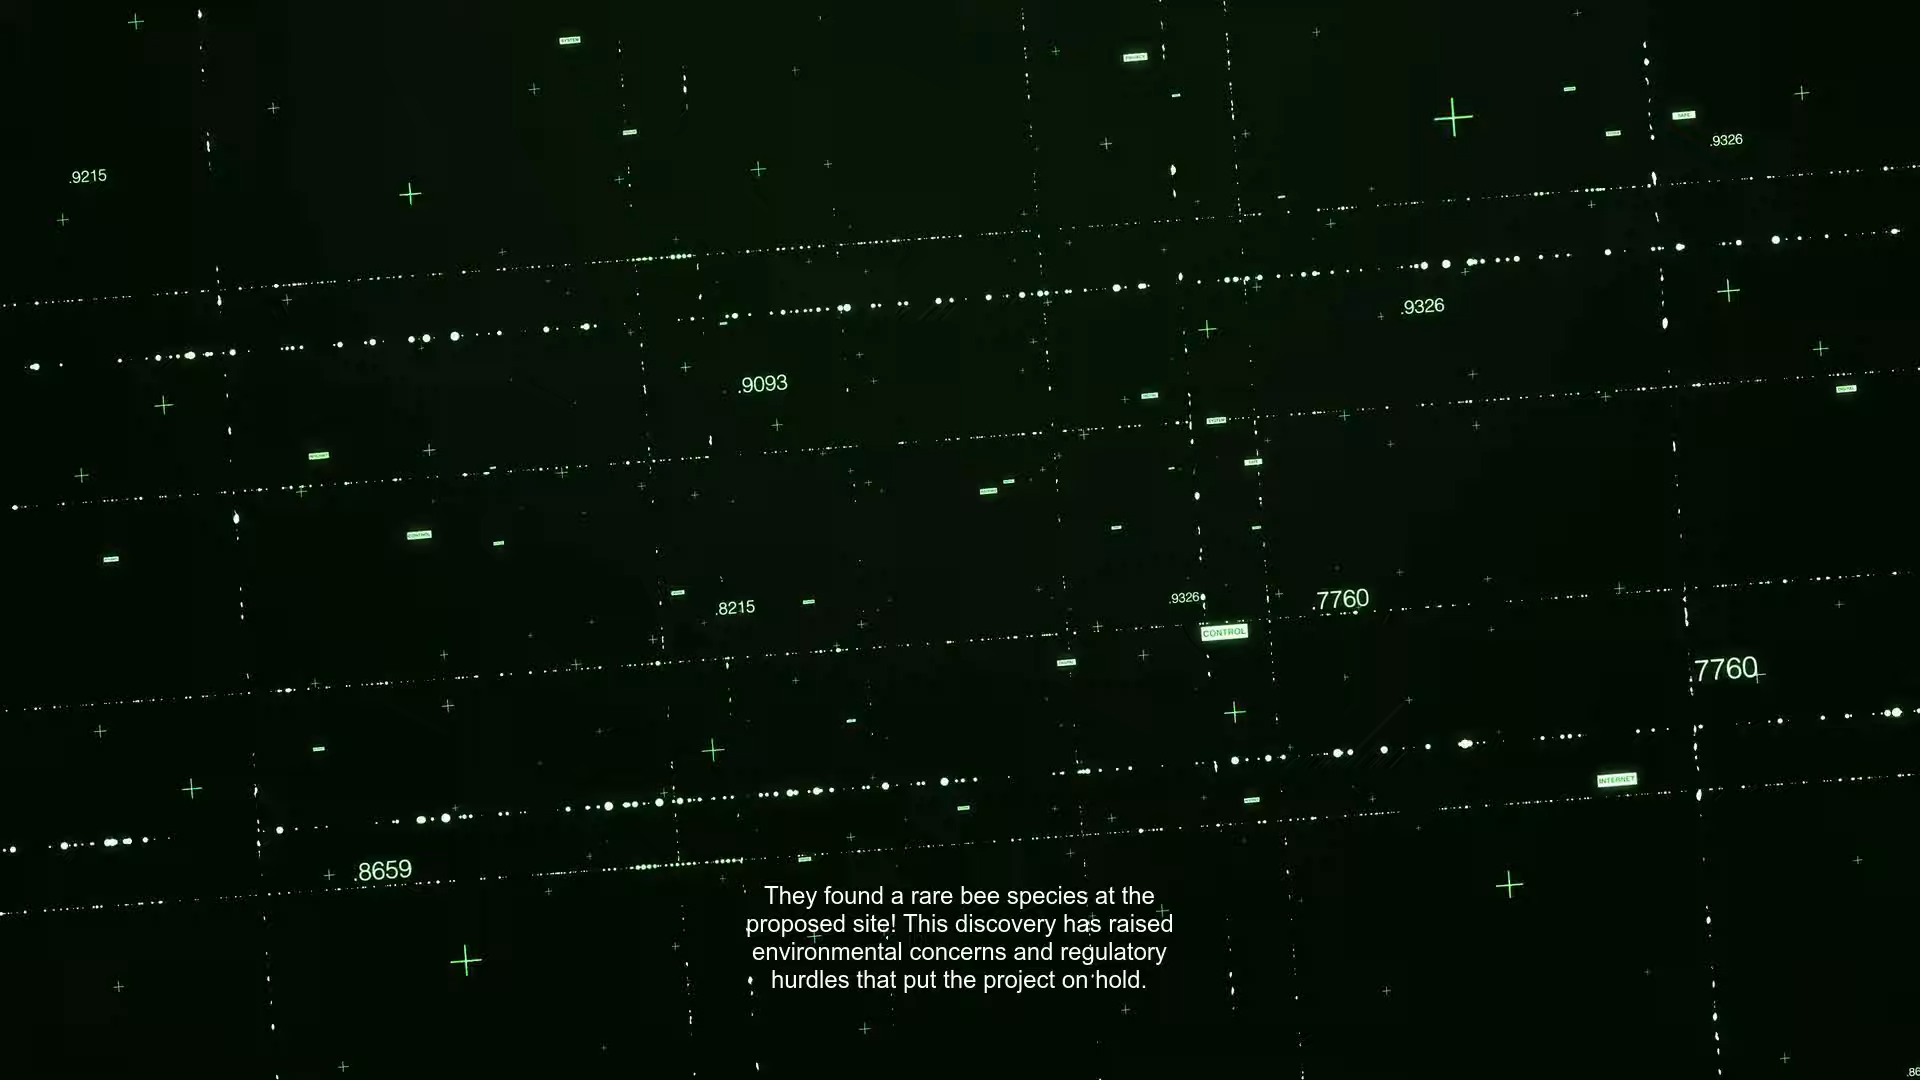 SYSTEM
.9326
.9215
.9326
.9093
.8215
.9326
.7760
CONTROL
.7760
INTERNET
.8659
They found a rare bee species at the
proposed site! This discovery has raised
environmental concerns and regulatory
hurdles that put the project on hold.